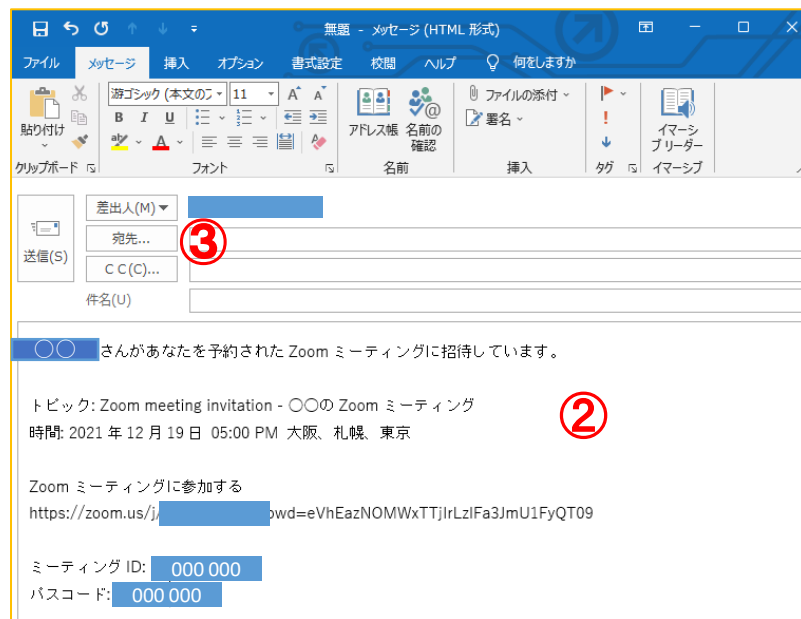 無題 - メッセージ (HTML 形式)
ファイル メッセージ 挿入 オプション 書式設定 校閲 ヘルプ 何をしますか
游ゴシック (本文のフ 11 A A
B I U
ab A
貼り付け
アドレス帳 名前の
確認
ファイルの添付
署名
イマーシ
ブ リーダー
クリップボード フォント 名前 挿入 タグ イマーシブ
差出人(M)
宛先...
③
送信(S)
C C(C)...
件名(U)
〇〇 さんがあなたを予約された Zoom ミーティングに招待しています。
トピック: Zoom meeting invitation - 〇〇の Zoom ミーティング
②
時間: 2021 年 12 月 19 日 05:00 PM 大阪、札幌、東京
Zoom ミーティングに参加する
https://zoom.us/j/ pwd=eVhEazNOMWxTTjlrLzlFa3JmU1FyQT09
ミーティング ID: 000 000
パスコード: 000 000